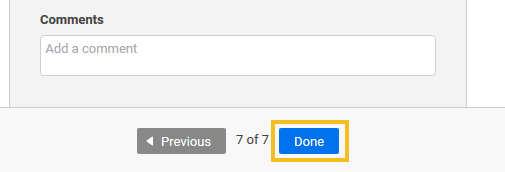 Comments
Add a comment
Previous 7 of 7 Done